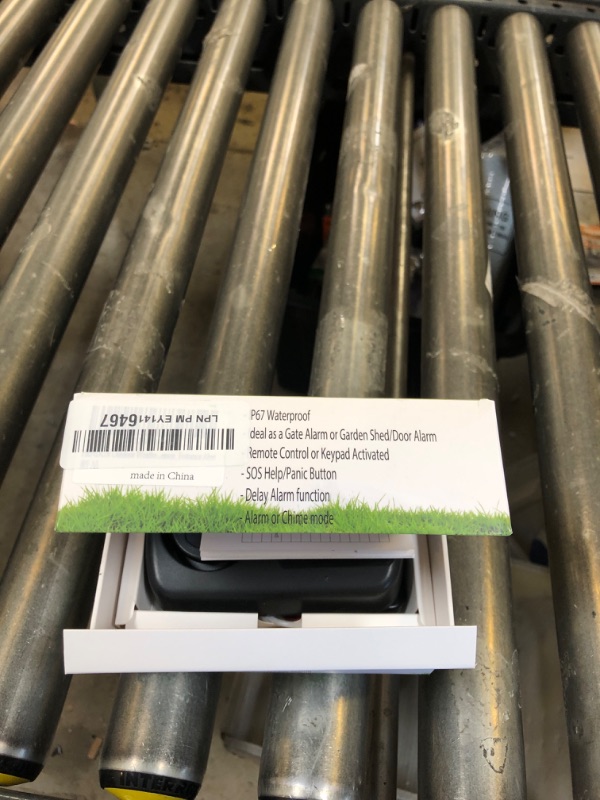 LPN PM EY1416467
made in China
P67 Waterproof
deal as a Gate Alarm or Garden Shed/Door Alarm
Remote Control or Keypad Activated
- SOS Help/Panic Button
- Delay Alarm function
- Alarm or Chime mode
INTERR